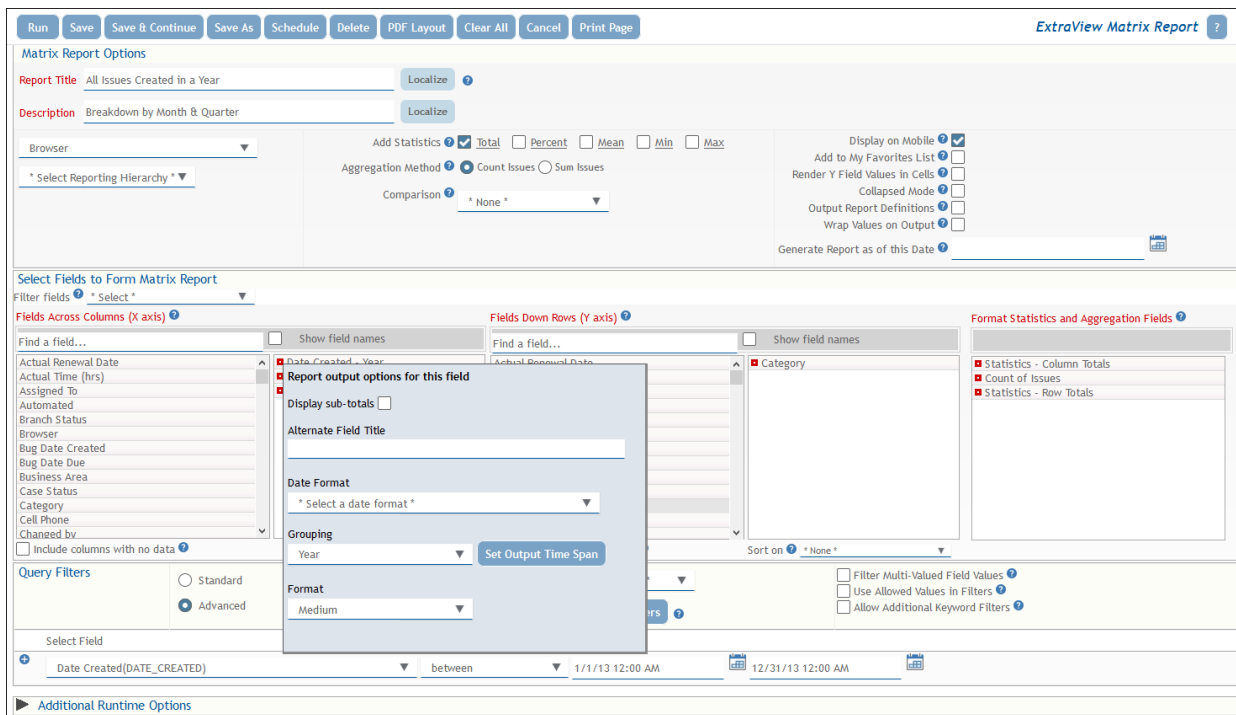 Run Save Save & Continue Save As Schedule Delete PDF Layout Clear All Cancel Print Page ExtraView Matrix Report ?
Matrix Report Options
Report Title All Issues Created in a Year Localize ?
Description Breakdown by Month & Quarter Localize
Browser
* Select Reporting Hierarchy *
Add Statistics ? Total Percent Mean Min Max
Aggregation Method ? Count Issues Sum Issues
Comparison ? * None *
Display on Mobile ?
Add to My Favorites List ?
Render Y Field Values in Cells ?
Collapsed Mode ?
Output Report Definitions ?
Wrap Values on Output ?
Generate Report as of this Date ?
Select Fields to Form Matrix Report
Filter fields ? * Select *
Fields Across Columns (X axis) ?
Find a field... Show field names
Actual Renewal Date
Actual Time (hrs)
Assigned To
Automated
Branch Status
Browser
Bug Date Created
Bug Date Due
Business Area
Case Status
Category
Cell Phone
Changed by
Include columns with no data ?
Date Created - Year
Report output options for this field
Display sub-totals
Alternate Field Title
Date Format
* Select a date format *
Grouping
Year Set Output Time Span
Format
Medium
Fields Down Rows (Y axis) ?
Find a field... Show field names
Actual Renewal Date
Category
Sort on ? * None *
Format Statistics and Aggregation Fields ?
Statistics - Column Totals
Count of Issues
Statistics - Row Totals
Query Filters
Standard
Advanced
?
Filter Multi-Valued Field Values ?
Use Allowed Values in Filters ?
Allow Additional Keyword Filters ?
Select Field
Date Created(DATE_CREATED) between 1/1/13 12:00 AM 12/31/13 12:00 AM
Additional Runtime Options